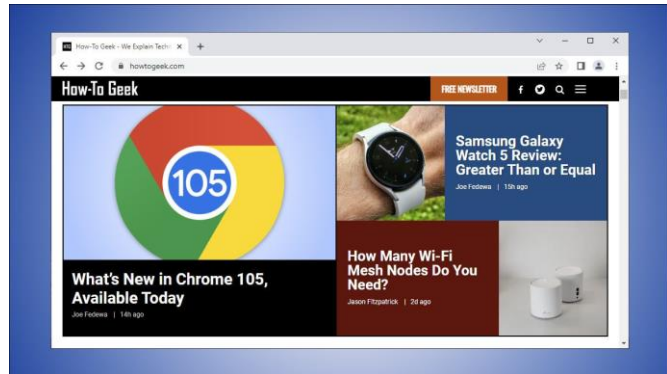 How-To Geek - We Explain Tech
howtogeek.com
How-To Geek
FREE NEWSLETTER
105
What's New in Chrome 105,
Available Today
Joe Fedewa | 14h ago
Samsung Galaxy
Watch 5 Review:
Greater Than or Equal
Joe Fedewa | 15h ago
How Many Wi-Fi
Mesh Nodes Do You
Need?
Jason Fitzpatrick | 2d ago